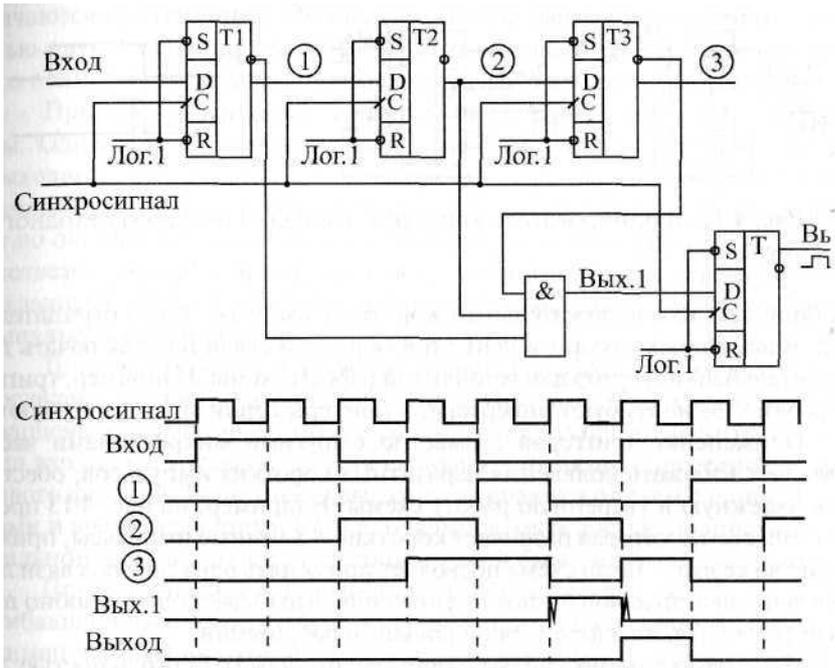 S T1
S T2
S T3
Вход
1
2
3
D
D
D
C
C
C
R
R
R
Лог.1
Лог.1
Лог.1
Синхросигнал
S T
&
Вых.1
D
C
R
Лог.1
Синхросигнал
Вход
1
2
3
Вых.1
Выход